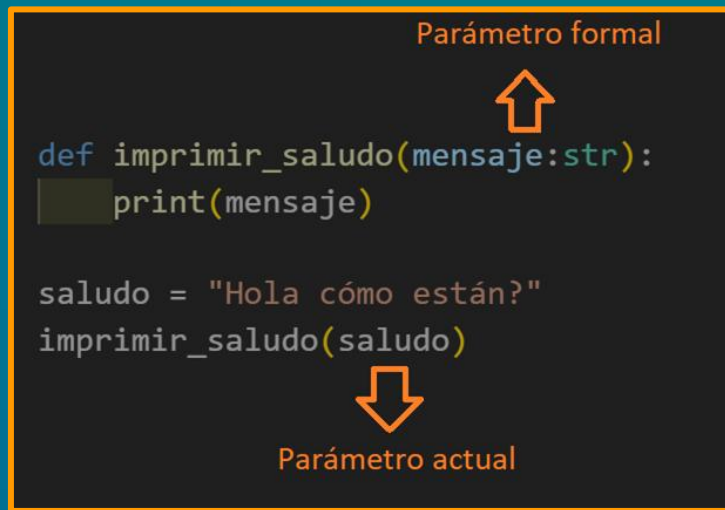 Parámetro formal
def imprimir_saludo(mensaje:str):
print(mensaje)
saludo = "Hola cómo están?"
imprimir_saludo(saludo)
Parámetro actual